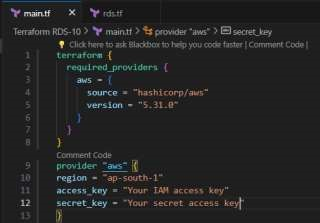 main.tf
rds.tf
Terraform RDS-10 > main.tf > provider "aws" > secret_key
Click here to ask Blackbox to help you code faster | Comment Code |
1 terraform {
2 required_providers {
3 aws = {
4 source = "hashicorp/aws"
5 version = "5.31.0"
6 }
7 }
8 }
Comment Code
9 provider "aws" {
10 region = "ap-south-1"
11 access_key = "Your IAM access key"
12 secret_key = "Your secret access key"
13 }